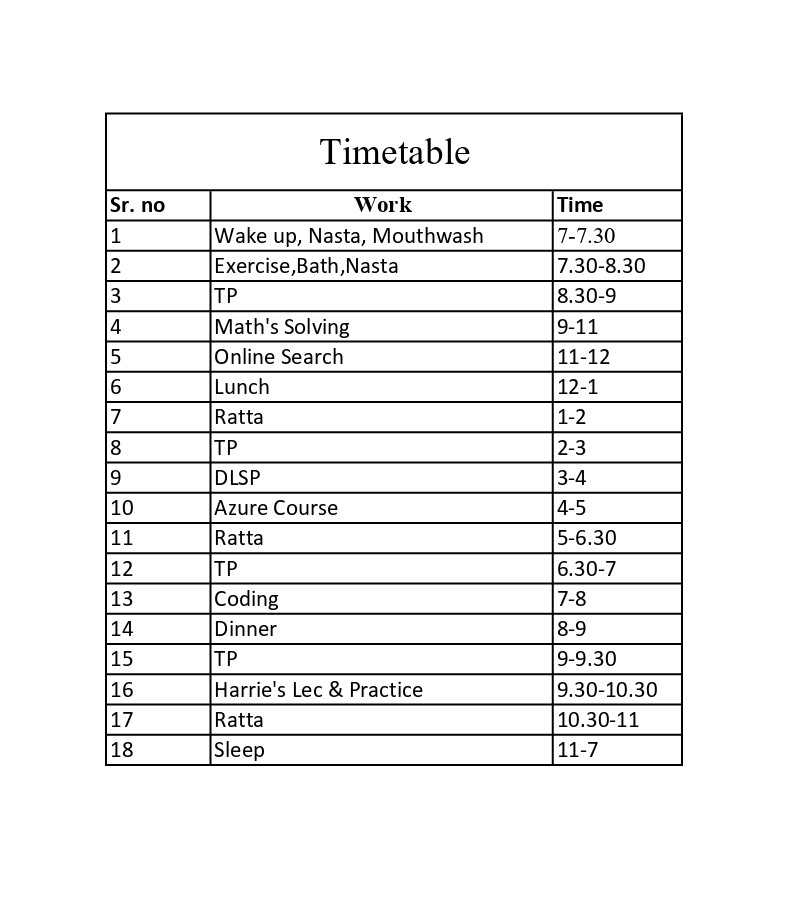 Timetable
Sr. no Work Time
1 Wake up, Nasta, Mouthwash 7-7.30
2 Exercise,Bath,Nasta 7.30-8.30
3 TP 8.30-9
4 Math's Solving 9-11
5 Online Search 11-12
6 Lunch 12-1
7 Ratta 1-2
8 TP 2-3
9 DLSP 3-4
10 Azure Course 4-5
11 Ratta 5-6.30
12 TP 6.30-7
13 Coding 7-8
14 Dinner 8-9
15 TP 9-9.30
16 Harrie's Lec & Practice 9.30-10.30
17 Ratta 10.30-11
18 Sleep 11-7